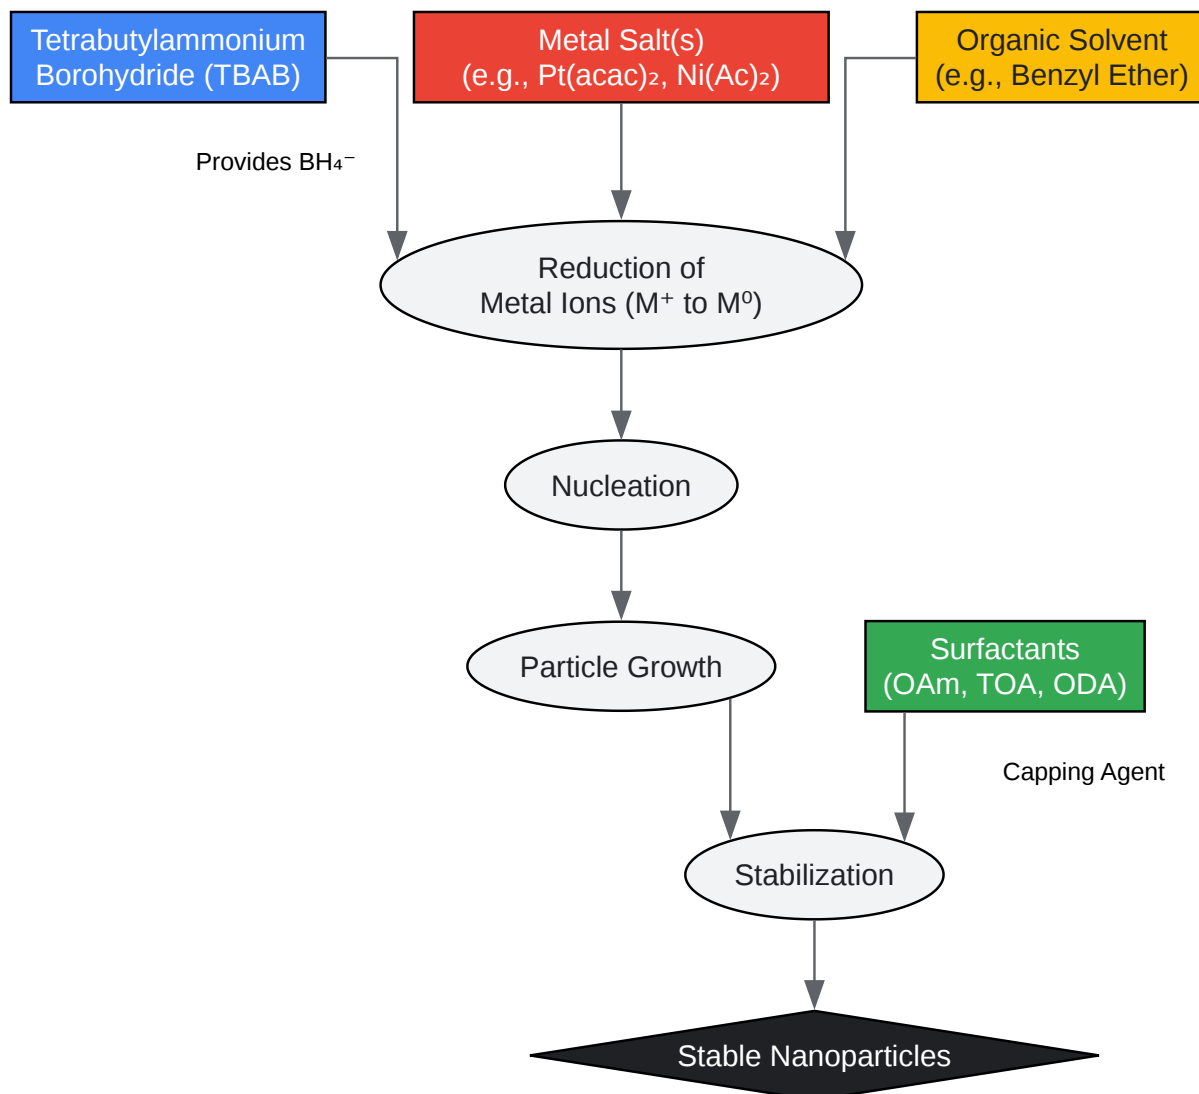 Tetrabutylammonium
Borohydride (TBAB)
Metal Salt(s)
(e.g., Pt(acac)₂, Ni(Ac)₂)
Organic Solvent
(e.g., Benzyl Ether)
Provides BH₄⁻
Reduction of
Metal Ions (M⁺ to M⁰)
Nucleation
Particle Growth
Surfactants
(OAm, TOA, ODA)
Capping Agent
Stabilization
Stable Nanoparticles